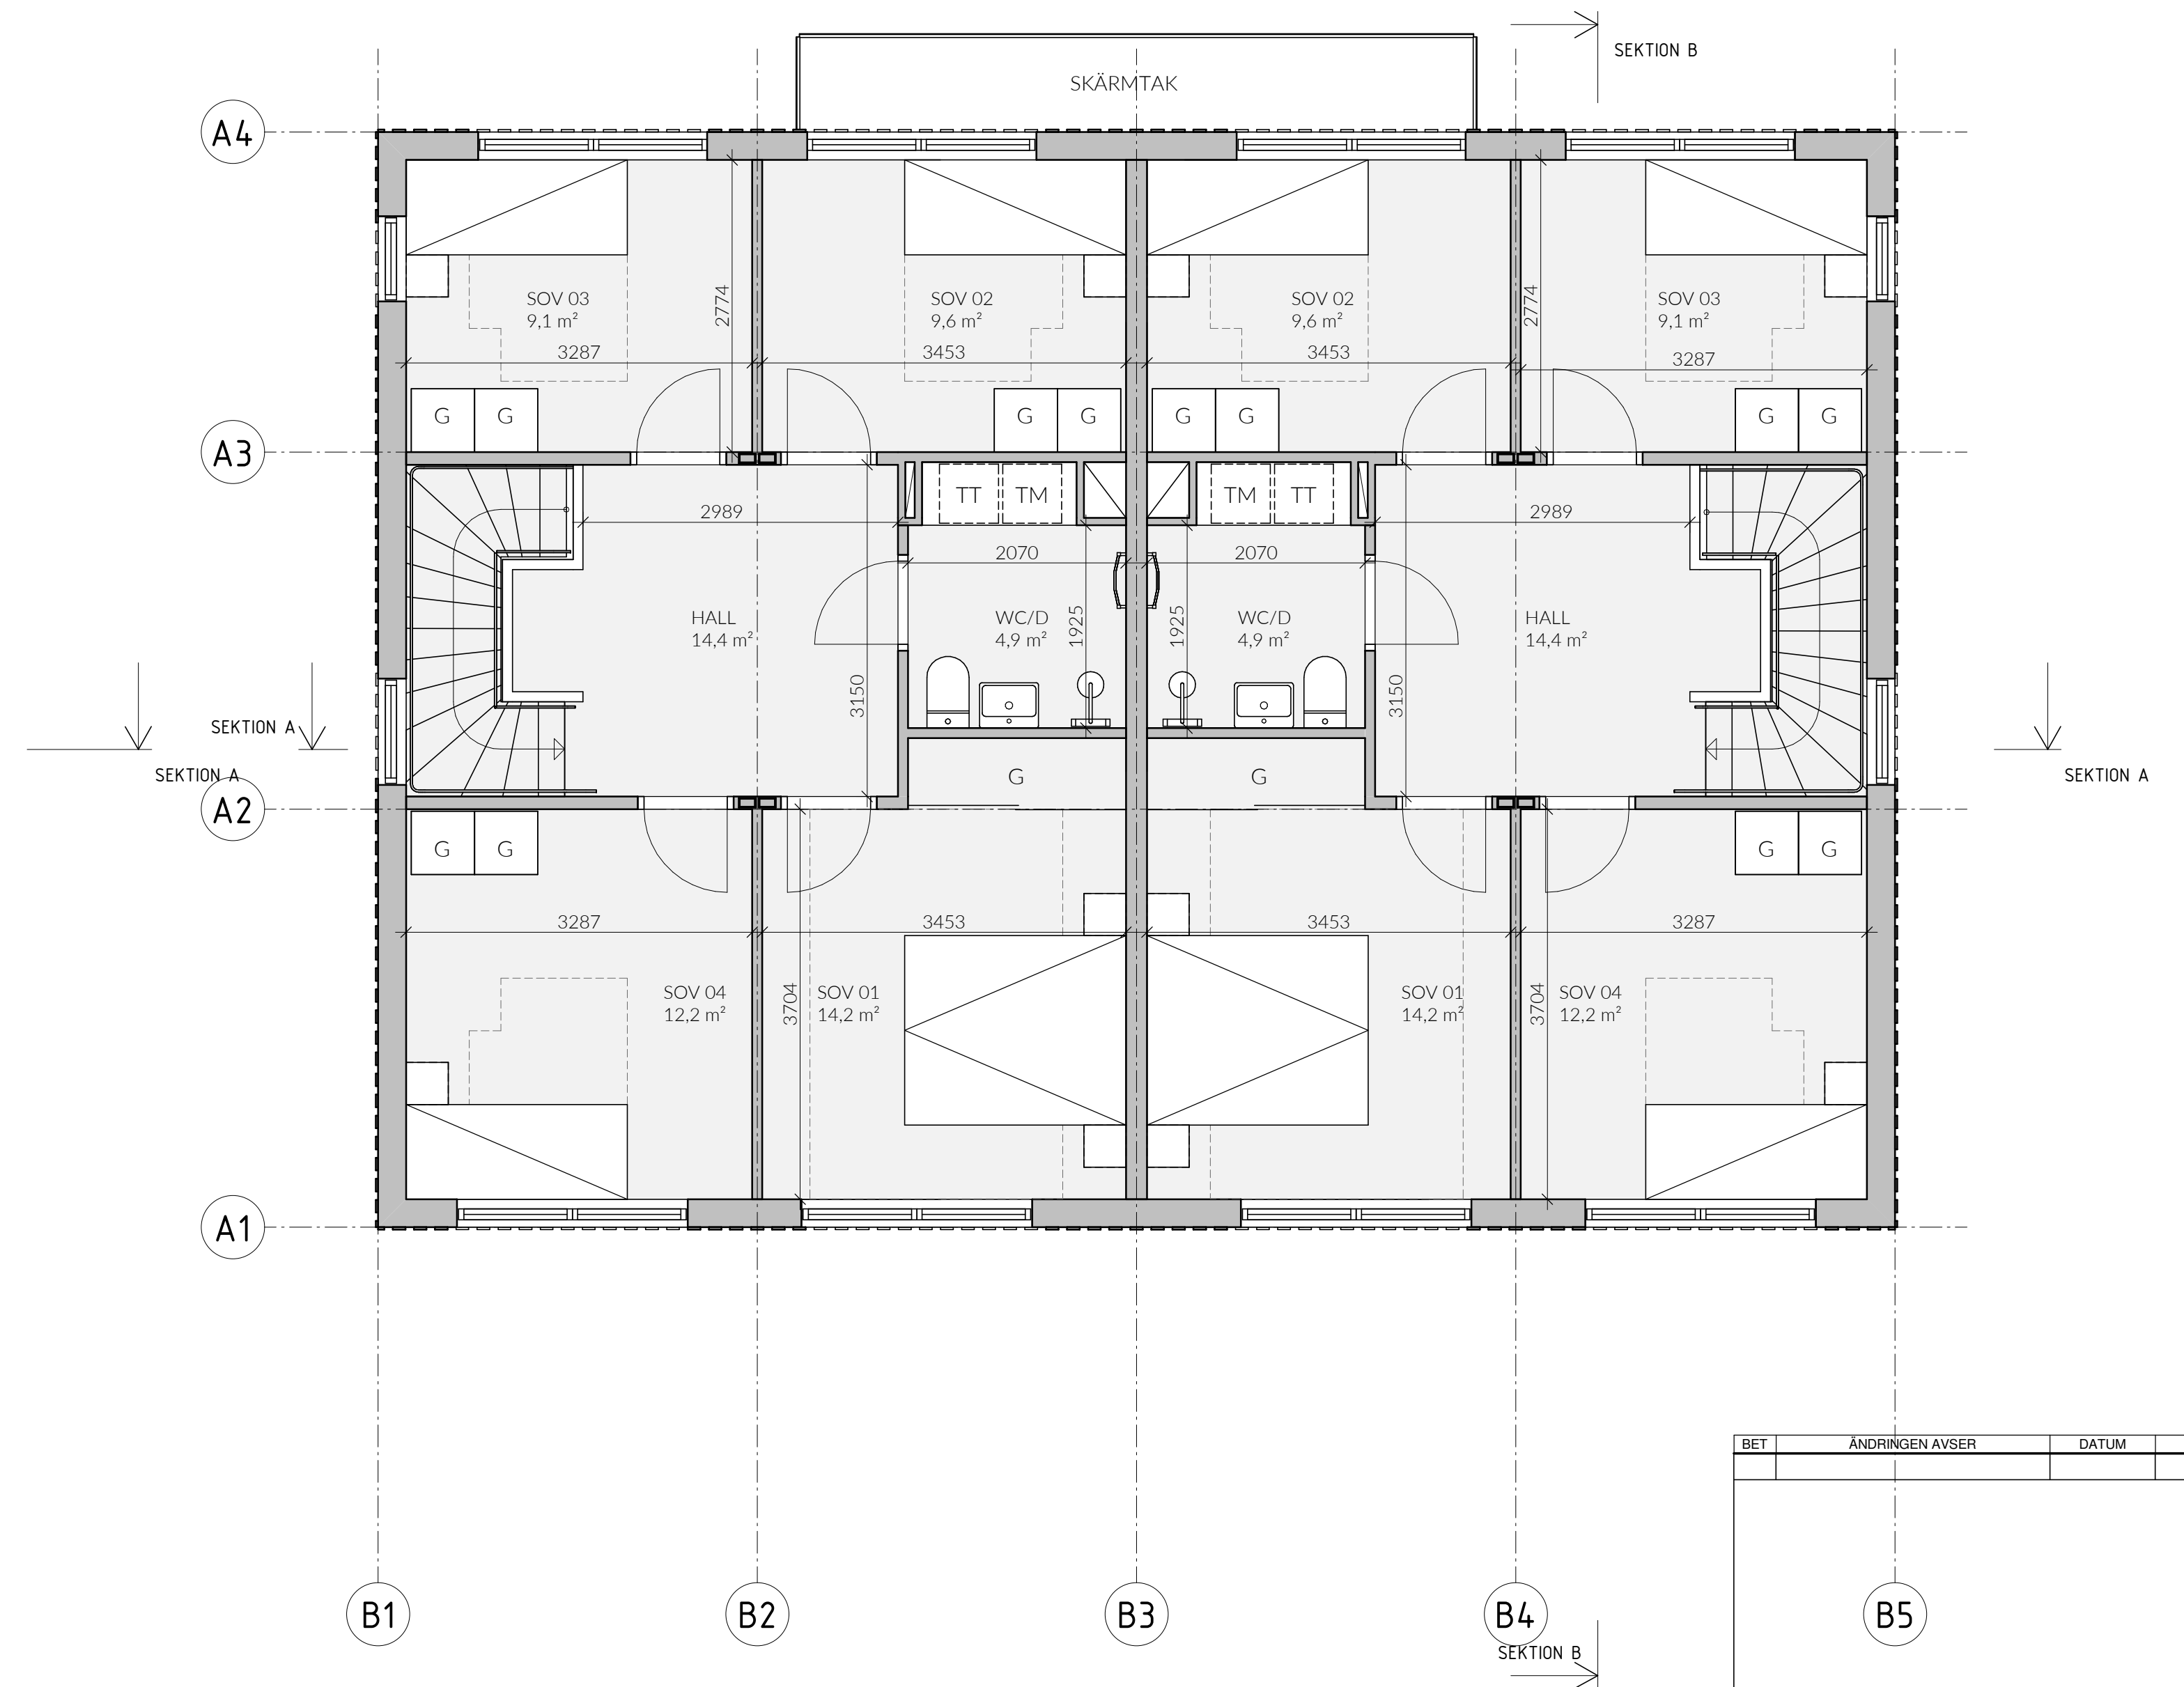 SEKTION B
SKÄRMTAK
A4
SOV 03
9,1 m²
2774
SOV 02
9,6 m²
SOV 02
9,6 m²
2774
SOV 03
9,1 m²
3287
3453
3453
3287
G
G
G
G
G
G
G
G
A3
TT
TM
TM
TT
2989
2989
2070
2070
HALL
14,4 m²
WC/D
4,9 m²
1925
1925
WC/D
4,9 m²
HALL
14,4 m²
3150
3150
SEKTION A
SEKTION A
SEKTION A
A2
G
G
G
G
G
G
3287
3453
3453
3287
SOV 04
12,2 m²
3704
SOV 01
14,2 m²
SOV 01
14,2 m²
3704
SOV 04
12,2 m²
A1
BET
ÄNDRINGEN AVSER
DATUM
B1
B2
B3
B4
B5
SEKTION B